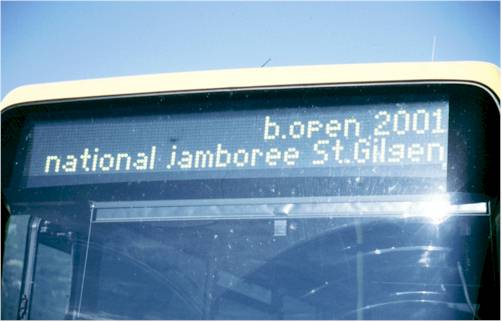 b.open 2001
national jamboree St.Gilgen